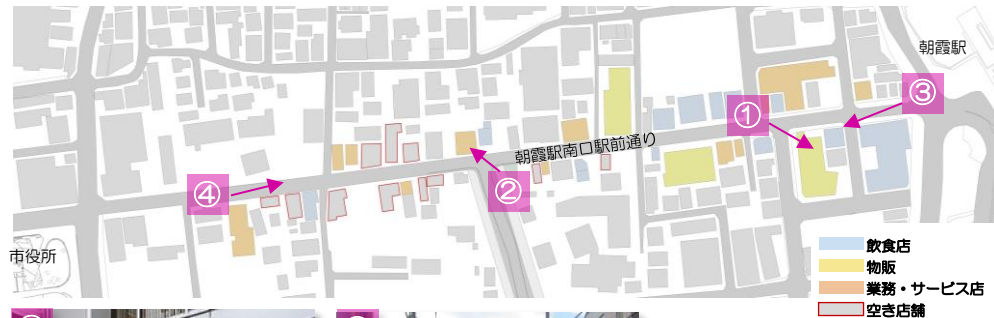 朝霞駅
③
①
朝霞駅南口駅前通り
②
④
市役所
飲食店
物販
業務・サービス店
空き店舗